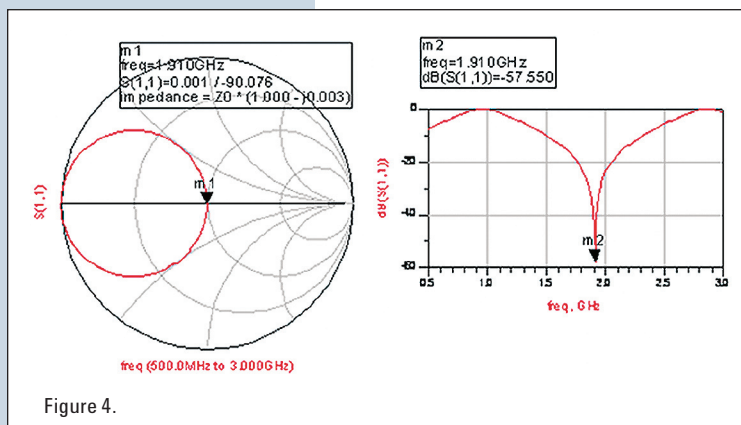 m1
freq=1.910GHz
S(1,1)=0.001 / -90.076
impedance = Z0 * (1.000 - j0.003)
S(1,1)
m1
freq (500.0MHz to 3.000GHz)
m2
freq=1.910GHz
dB(S(1,1))=-57.550
dB(S(1,1))
0
-20
-40
-60
m2
0.5
1.0
1.5
2.0
2.5
3.0
freq, GHz
Figure 4.